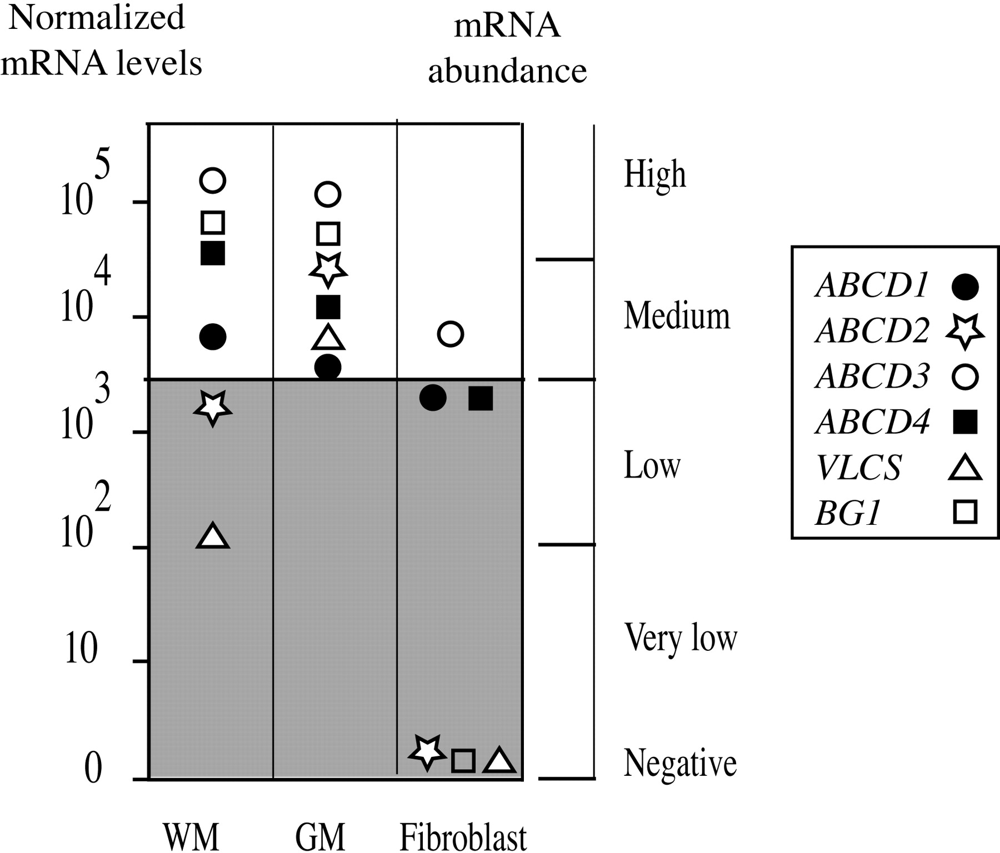 Normalized
mRNA levels
mRNA
abundance
10^5
10^4
10^3
10^2
10
0
High
Medium
Low
Very low
Negative
ABCD1
ABCD2
ABCD3
ABCD4
VLCS
BG1
WM GM Fibroblast